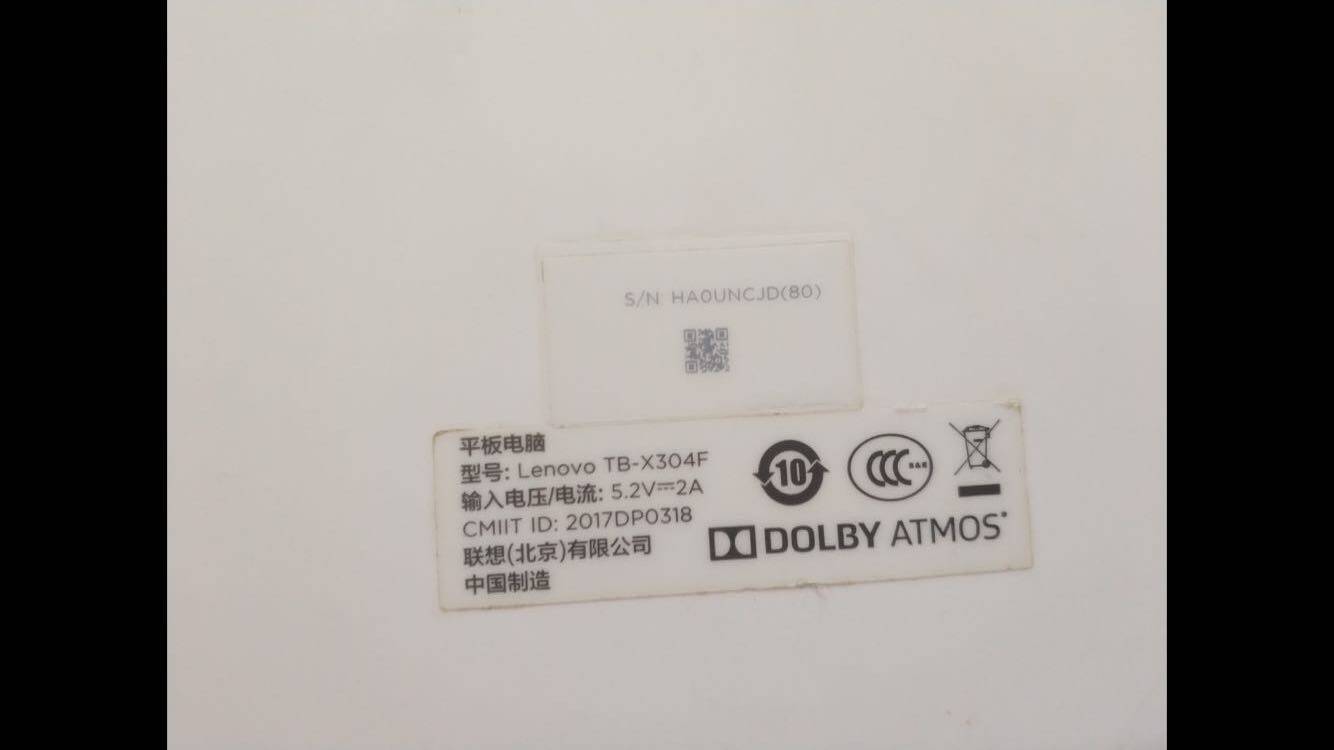 S/N HA0UNCJD(80)
平板电脑
型号: Lenovo TB-X304F
输入电压/电流: 5.2V⎓2A
CMIIT ID: 2017DP0318
联想(北京)有限公司
中国制造
10
CCC S&E
DOLBY ATMOS®